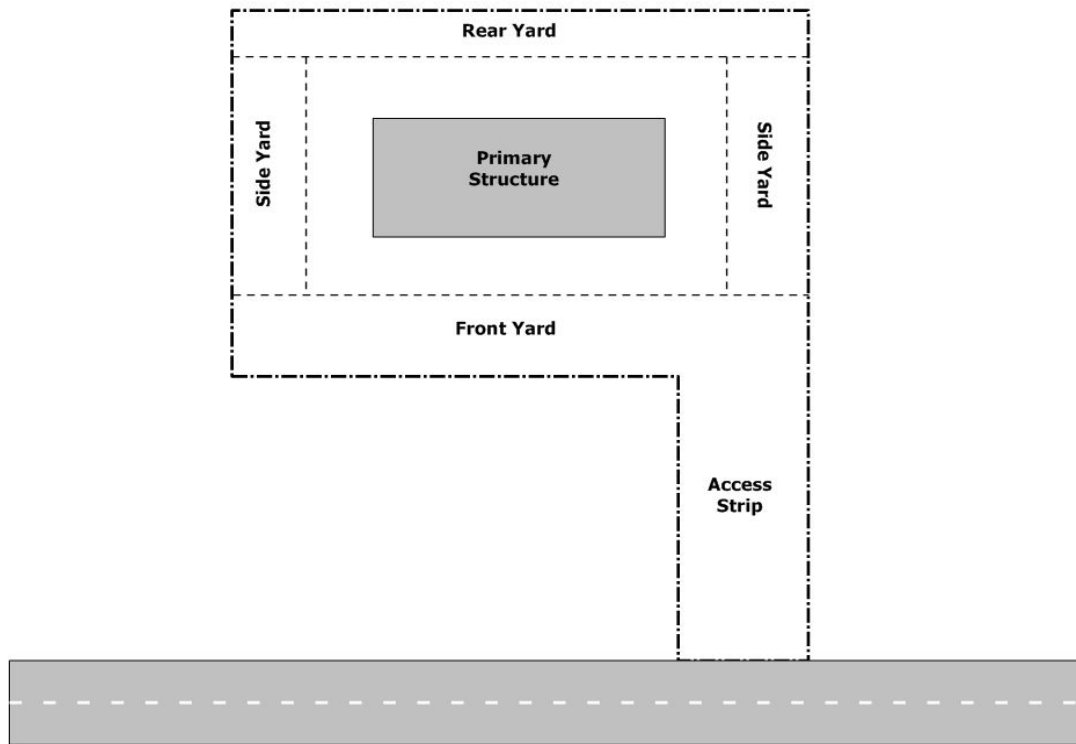 Rear Yard
Side Yard
Primary
Structure
Side Yard
Front Yard
Access
Strip